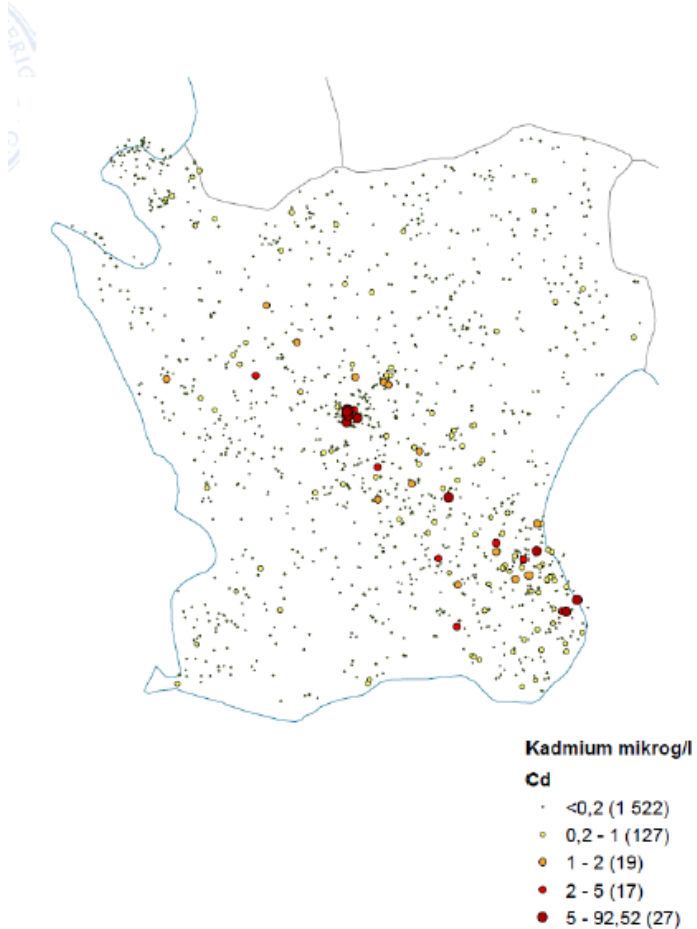 Kadmium mikrog/l
Cd
<0,2 (1 522)
0,2 - 1 (127)
1 - 2 (19)
2 - 5 (17)
5 - 92,52 (27)